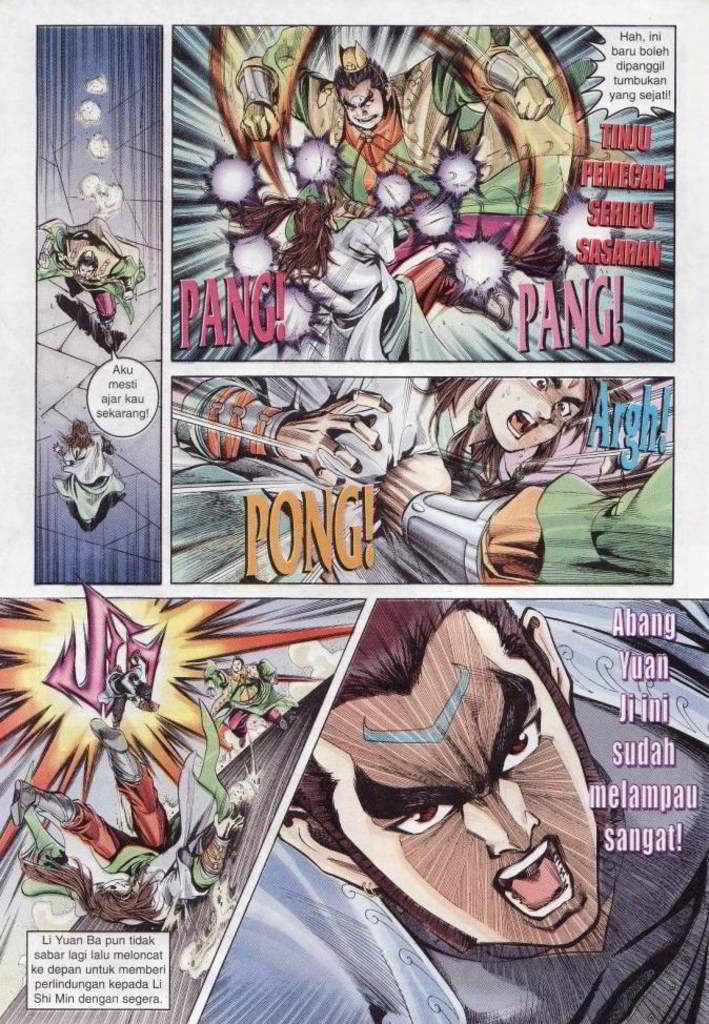 Aku
mesti
ajar kau
sekarang!
Hah, ini
baru boleh
dipanggil
tumbukan
yang sejati!
TINJU
PEMECAH
SERIBU
SASARAN
PANG!
PANG!
Argh!
PONG!
Li Yuan Ba pun tidak
sabar lagi lalu meloncat
ke depan untuk memberi
perlindungan kepada Li
Shi Min dengan segera.
Abang
Yuan
Ji ini
sudah
melampau
sangat!